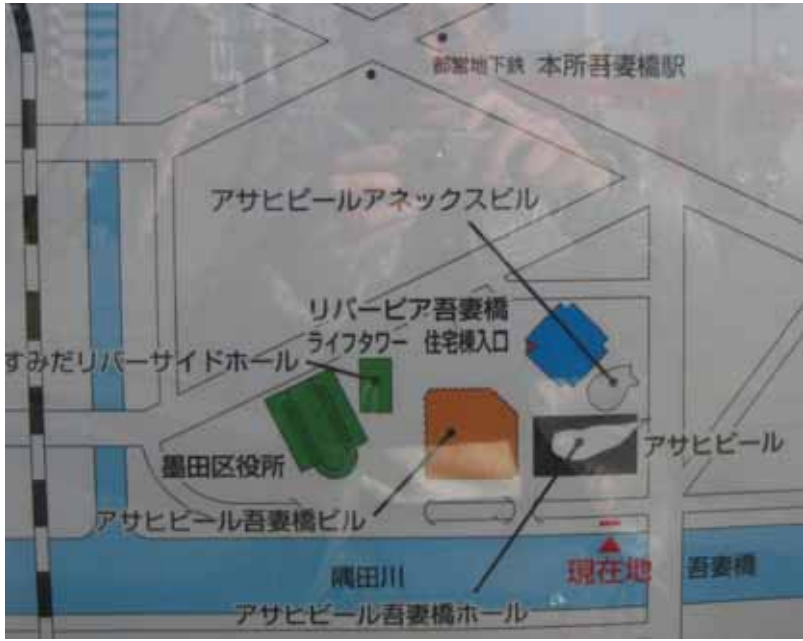 都営地下鉄 本所吾妻橋駅
アサヒビールアネックスビル
リバーピア吾妻橋
ライフタワー 住宅棟入口
すみだリバーサイドホール
アサヒビール
墨田区役所
アサヒビール吾妻橋ビル
隅田川
現在地
吾妻橋
アサヒビール吾妻橋ホール